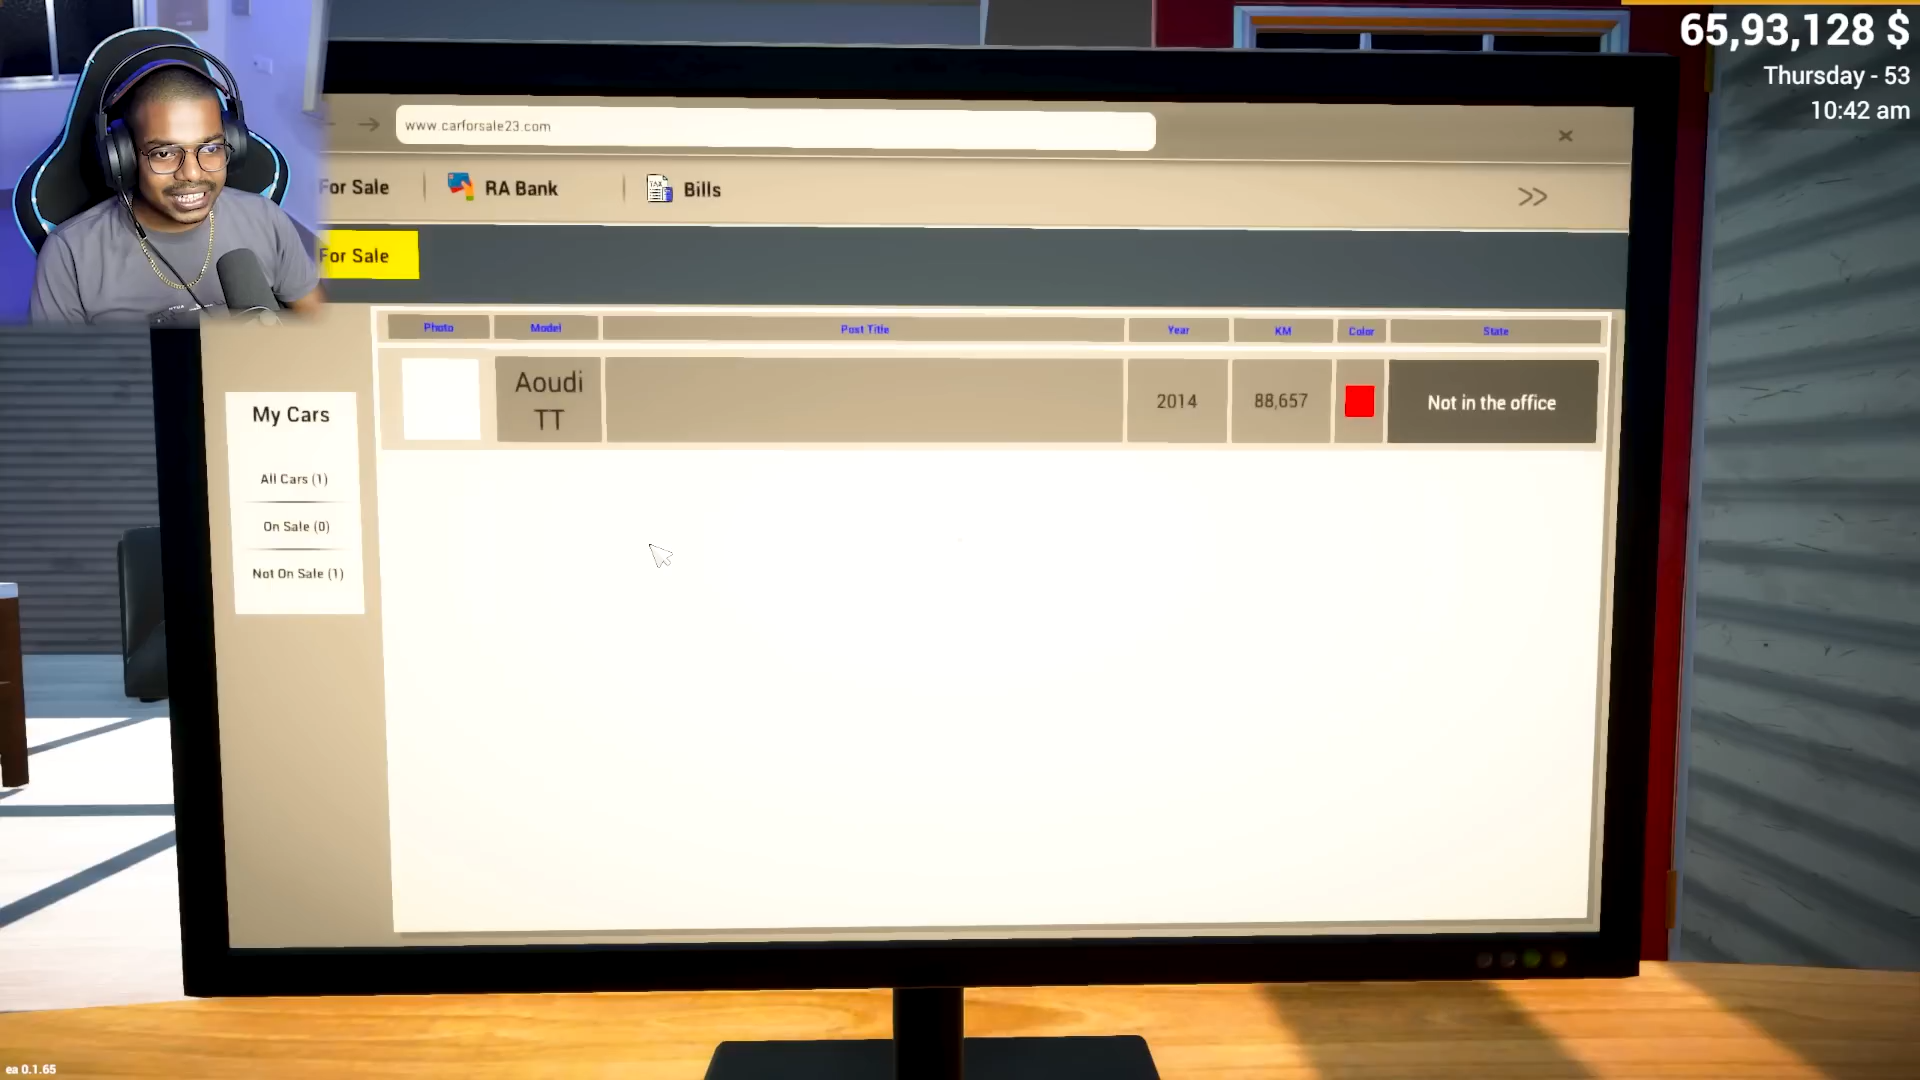 65,93,128 $
Thursday - 53
10:42 am
www.carforsale23.com
For Sale
RA Bank
Bills
For Sale
Photo
Model
Post Title
Year
KM
Color
State
Aoudi
TT
2014
88,657
Not in the office
My Cars
All Cars (1)
On Sale (0)
Not On Sale (1)
ea 0.1.65